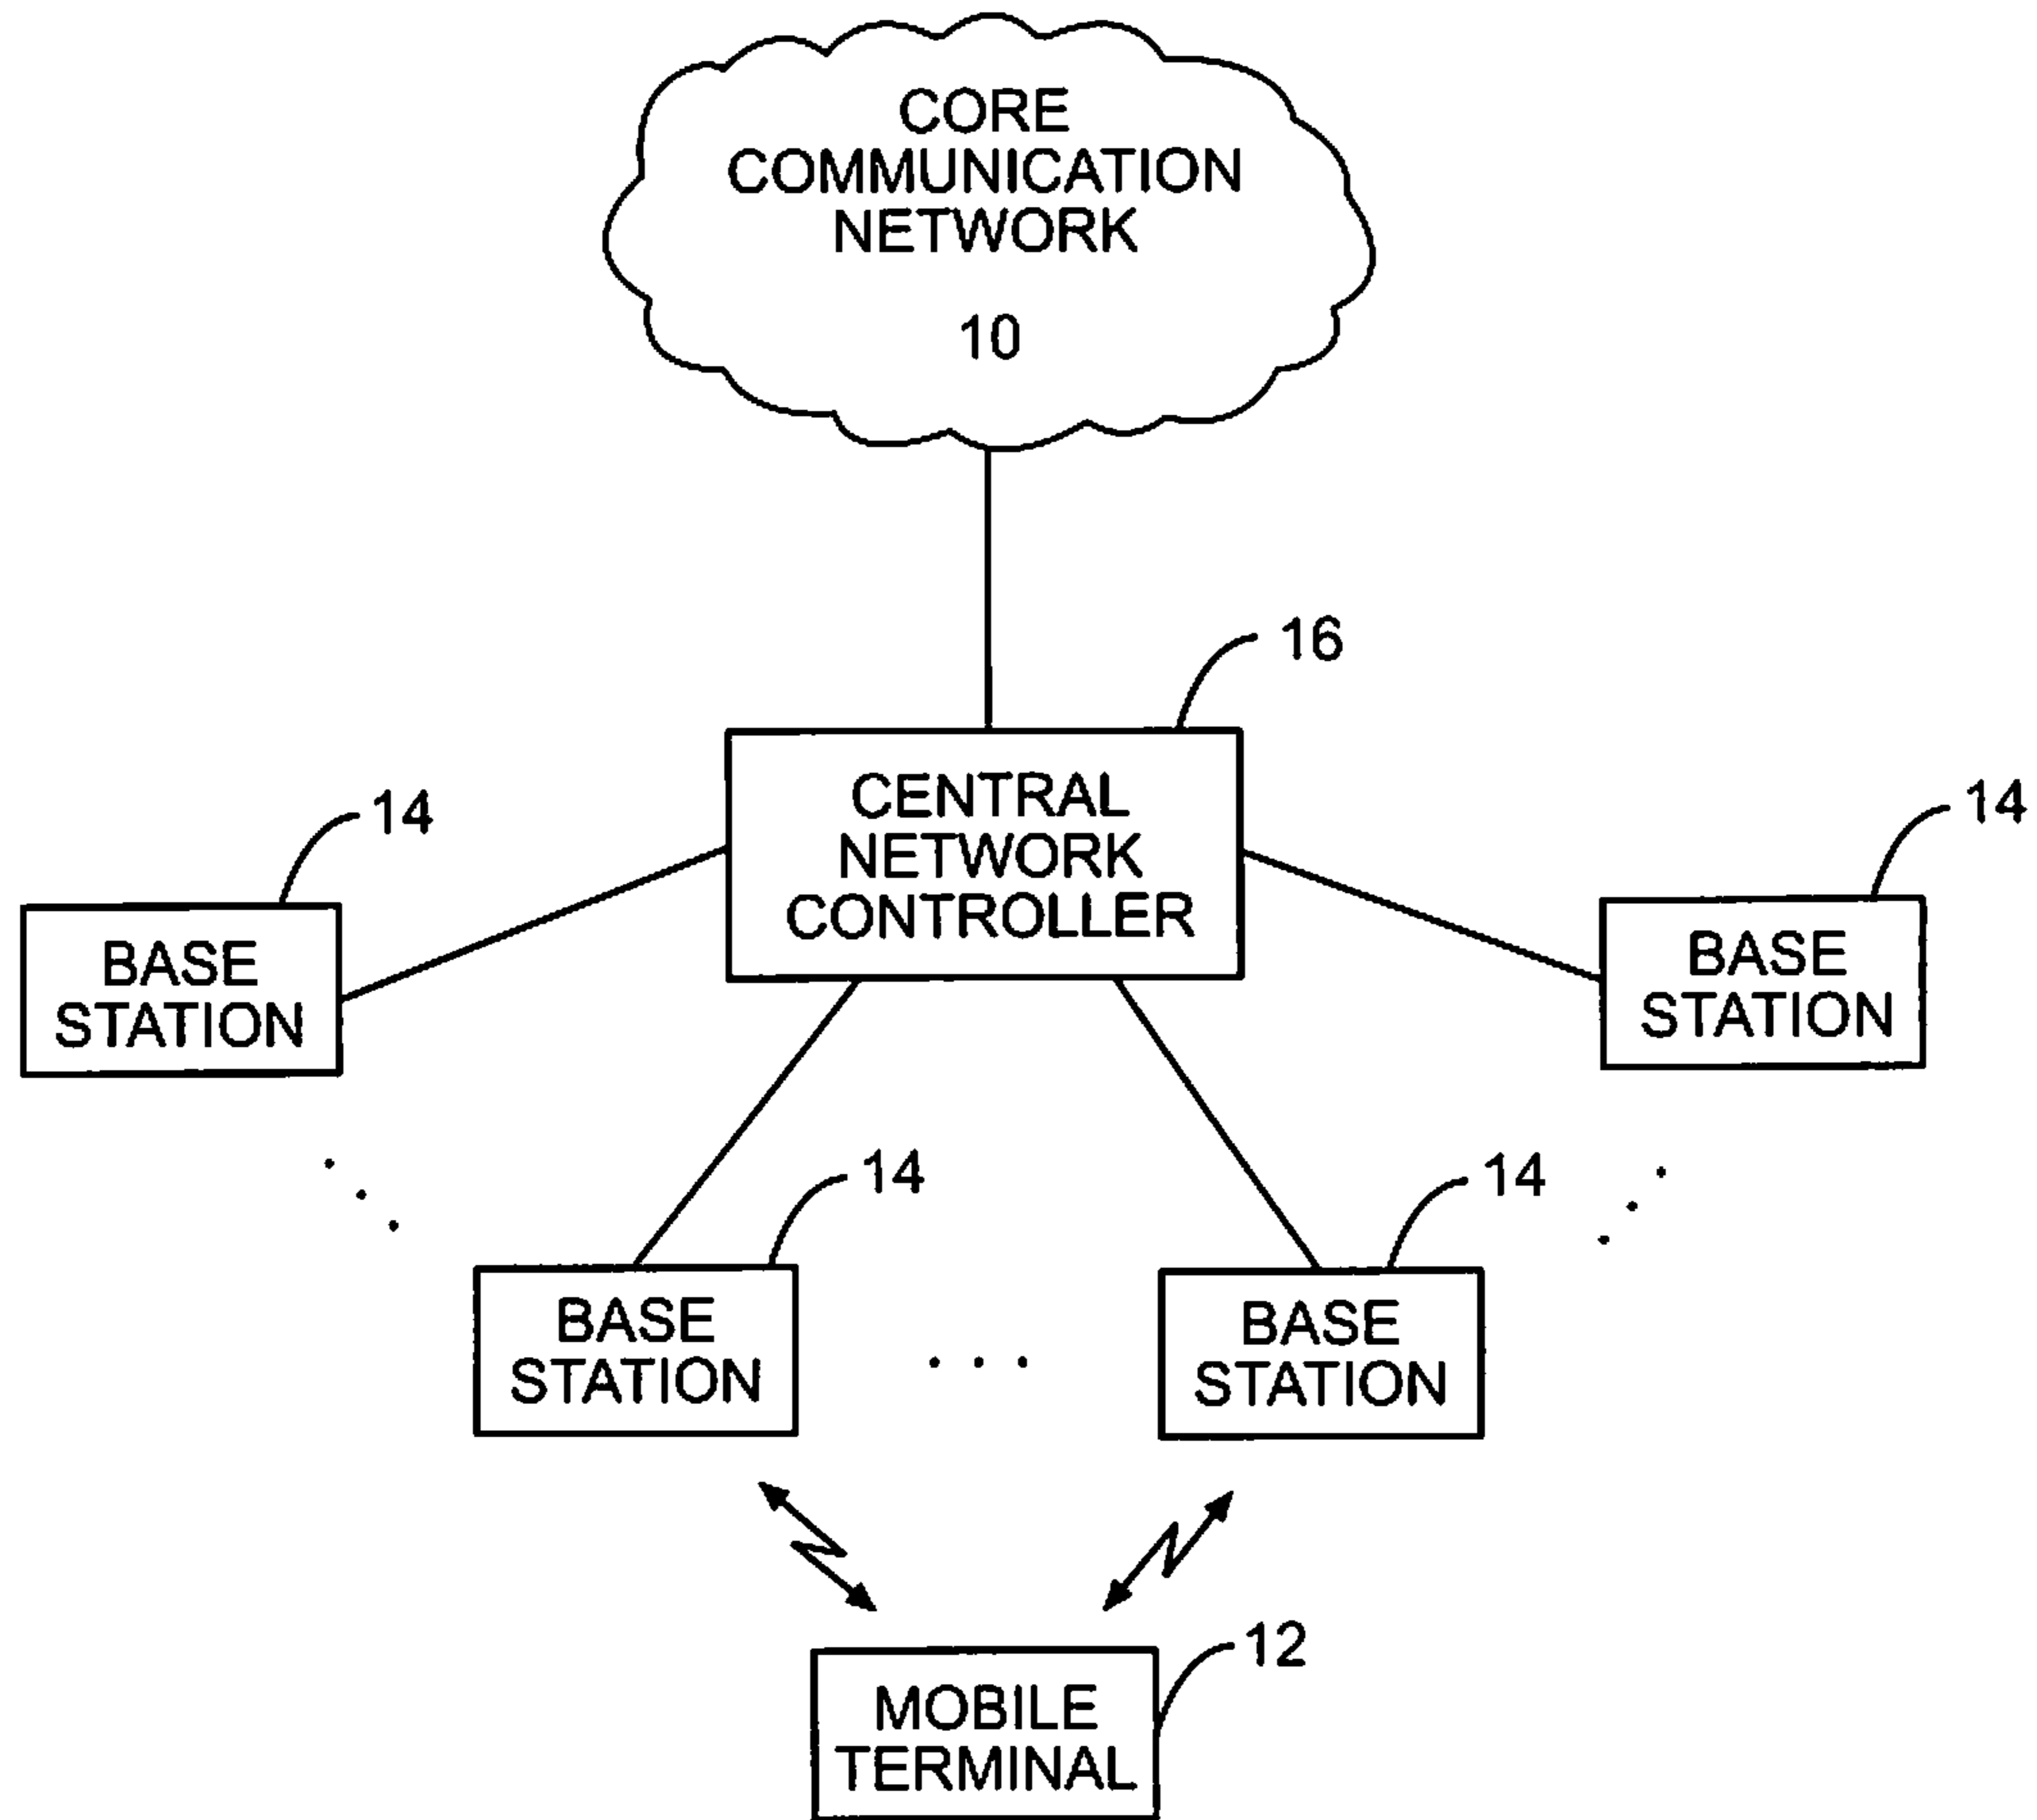 CORE
COMMUNICATION
NETWORK
10
16
CENTRAL
NETWORK
CONTROLLER
14
BASE
STATION
14
BASE
STATION
14
BASE
STATION
14
BASE
STATION
12
MOBILE
TERMINAL